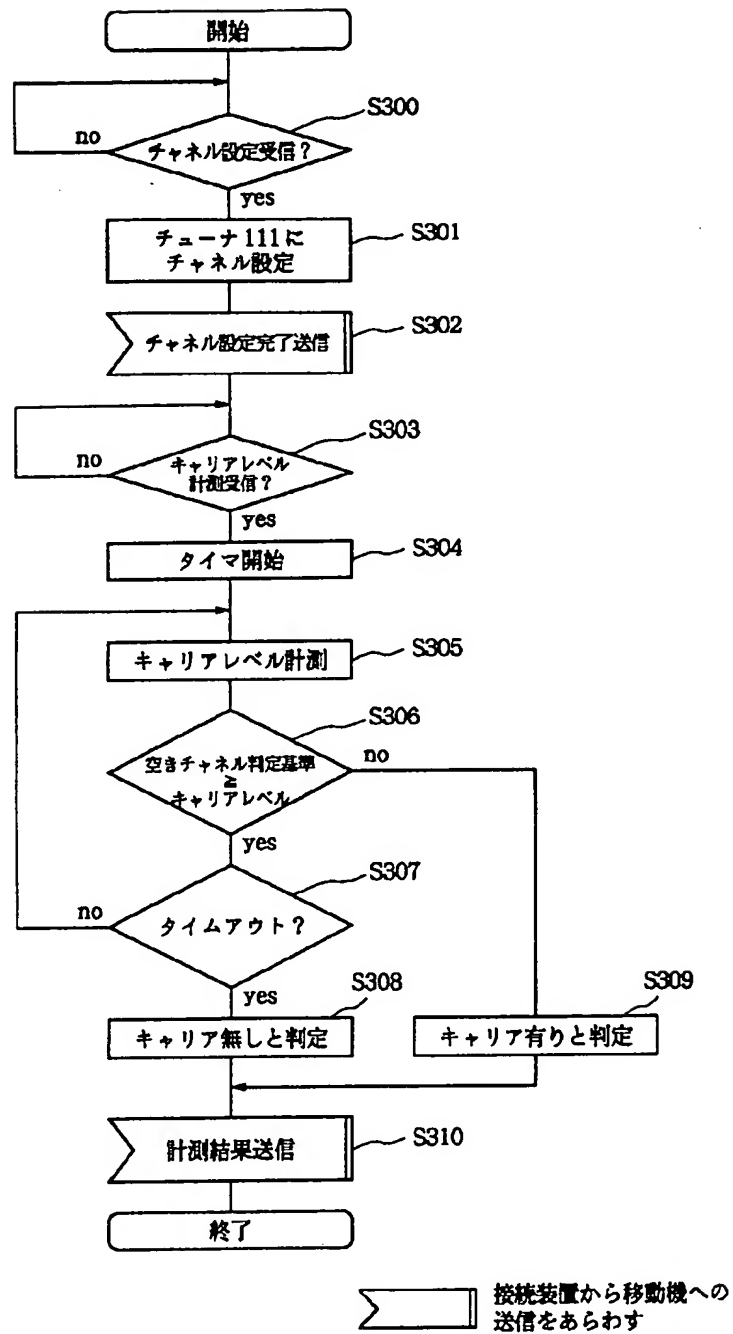 開始
S300
no
チャネル設定受信？
yes
チューナ111に
チャネル設定
S301
チャネル設定完了送信
S302
S303
no
キャリアレベル
計測受信？
yes
タイマ開始
S304
キャリアレベル計測
S305
S306
空きチャネル判定基準
≧
キャリアレベル
no
yes
S307
no
タイムアウト？
yes
S308
キャリア無しと判定
S309
キャリア有りと判定
計測結果送信
S310
終了
接続装置から移動機への
送信をあらわす